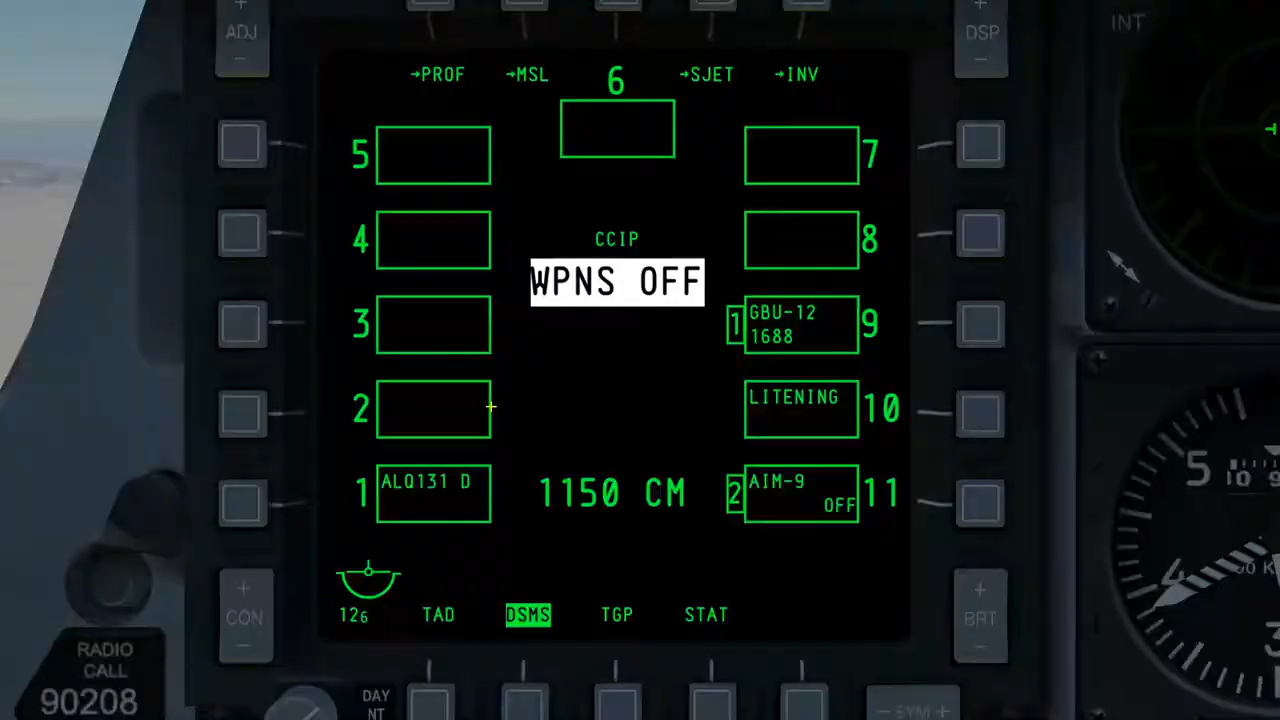 ADJ
DSP
INT
→PROF →MSL 6 →SJET →INV
5 7
4 8
CCIP
WPNS OFF
3 1 GBU-12 9
1688
2 LITENING 10
1 ALQ131 D 1150 CM 2 AIM-9 11
OFF
126 TAD DSMS TGP STAT
CON
BRT
RADIO
CALL
90208
DAY
NT
SYM
5
4
3